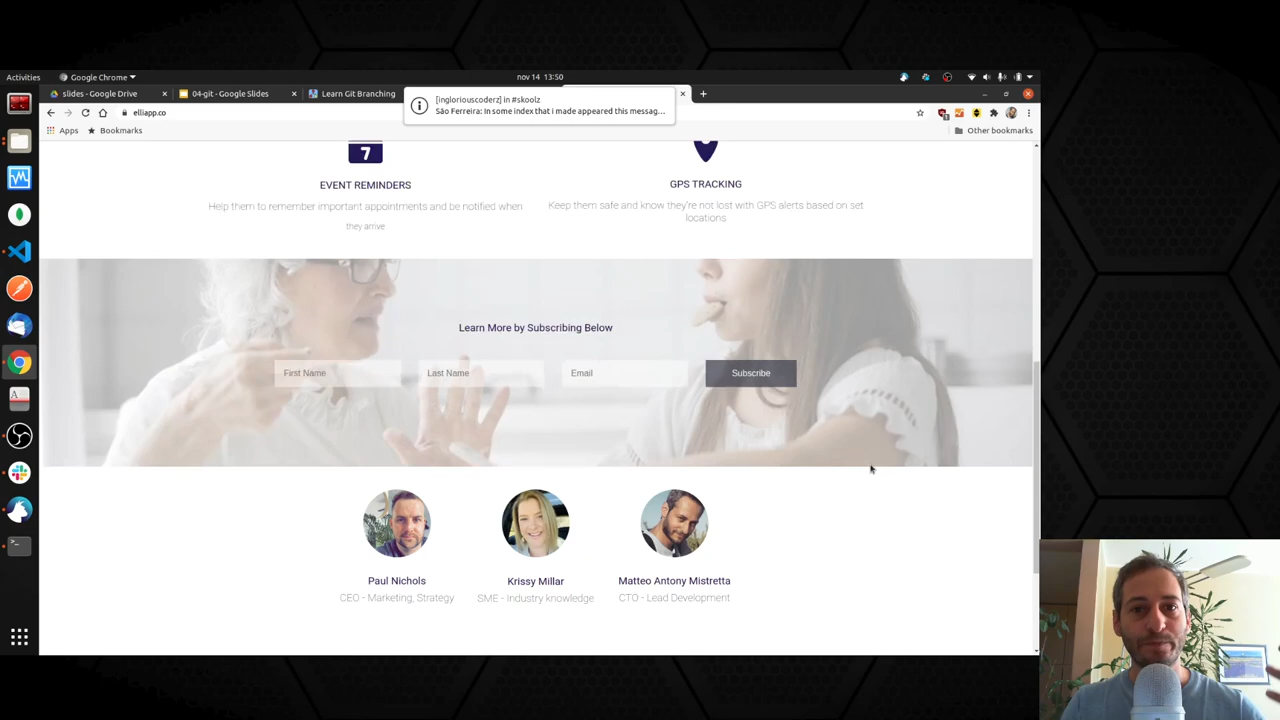 Activities
Google Chrome
nov 14 13:50
slides - Google Drive
04-git - Google Slides
Learn Git Branching
[ingloriouscoderz] in #skoolz
São Ferreira: In some index that i made appeared this messag...
elliapp.co
Apps
Bookmarks
Other bookmarks
7
EVENT REMINDERS
Help them to remember important appointments and be notified when
they arrive
GPS TRACKING
Keep them safe and know they're not lost with GPS alerts based on set
locations
Learn More by Subscribing Below
First Name
Last Name
Email
Subscribe
Paul Nichols
CEO - Marketing, Strategy
Krissy Millar
SME - Industry knowledge
Matteo Antony Mistretta
CTO - Lead Development